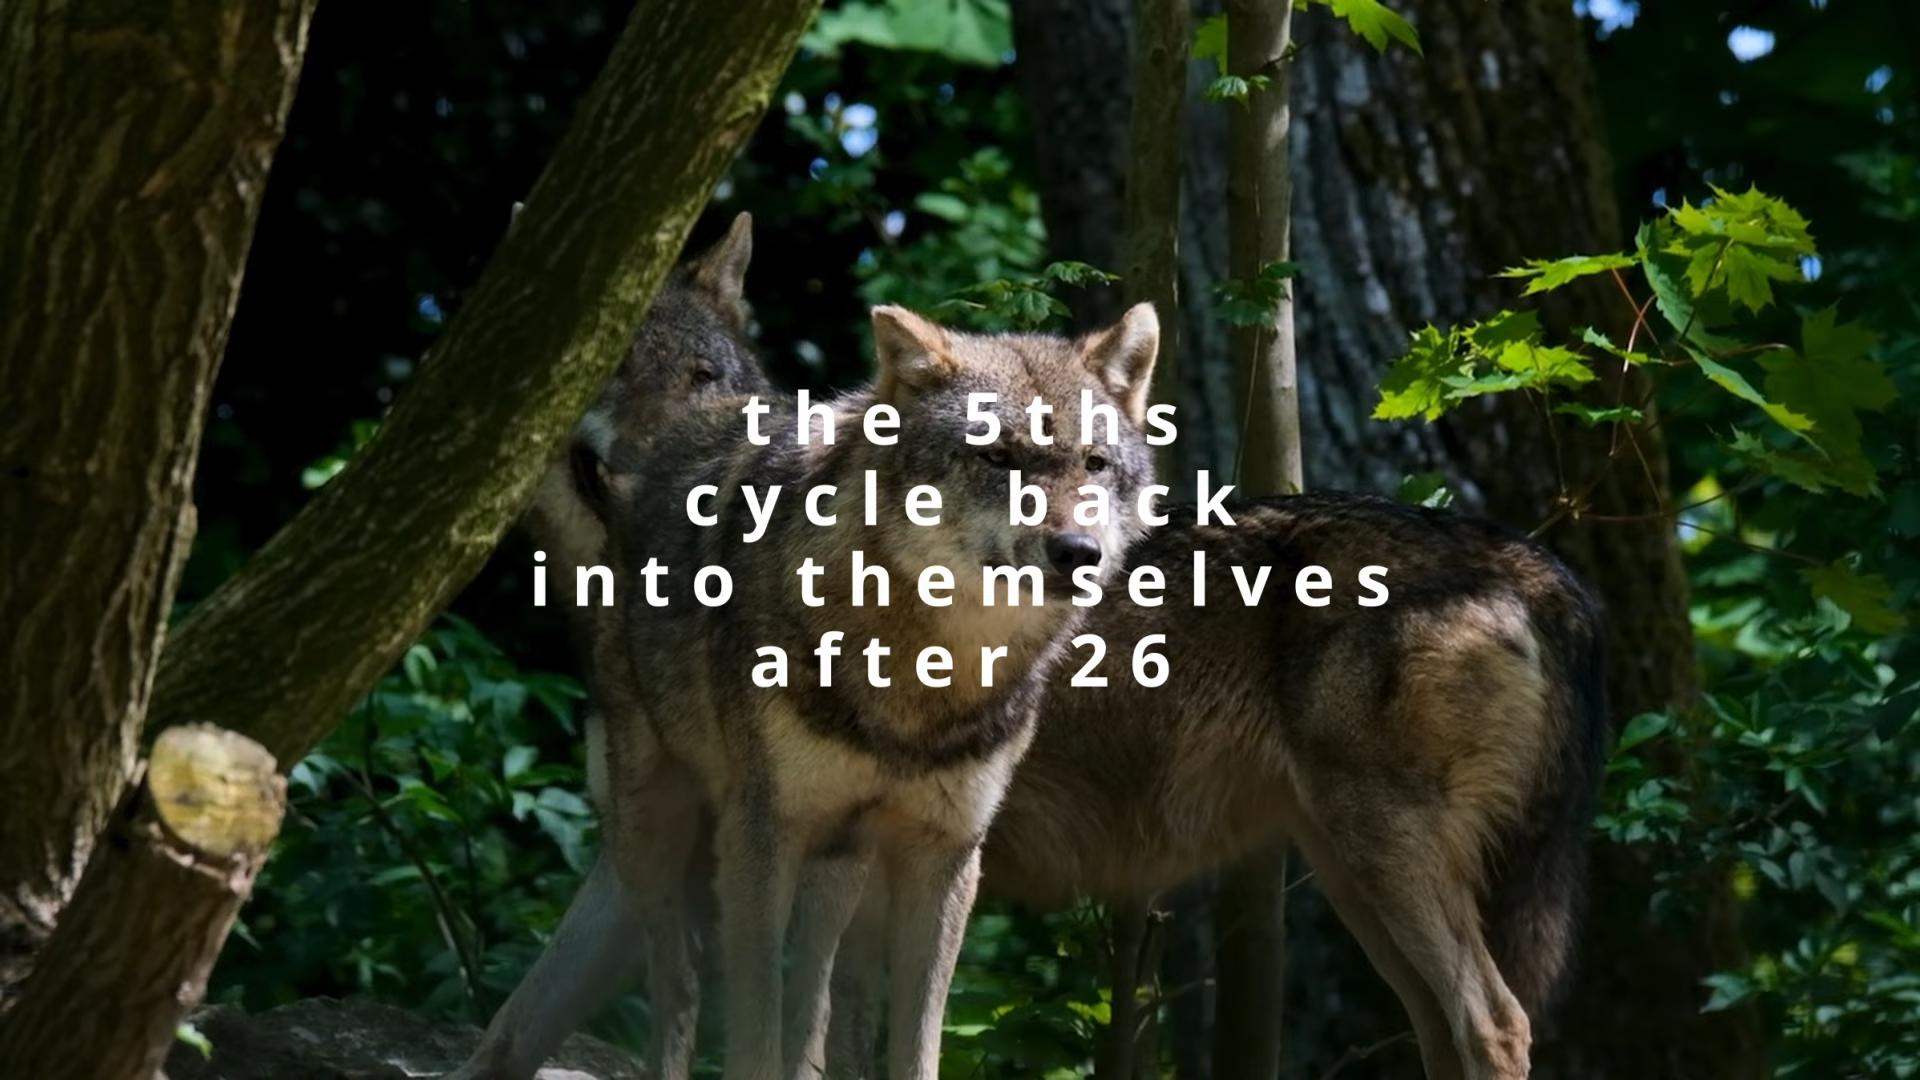 the 5ths
cycle back
into themselves
after 26